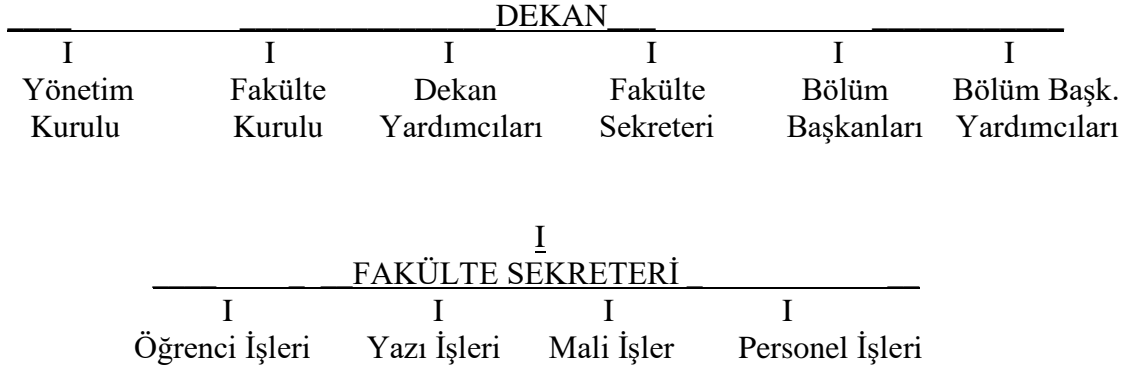 DEKAN
I I I I I I
Yönetim Fakülte Dekan Fakülte Bölüm Bölüm Başk.
Kurulu Kurulu Yardımcıları Sekreteri Başkanları Yardımcıları
I
FAKÜLTE SEKRETERİ
I I I I
Öğrenci İşleri Yazı İşleri Mali İşler Personel İşleri